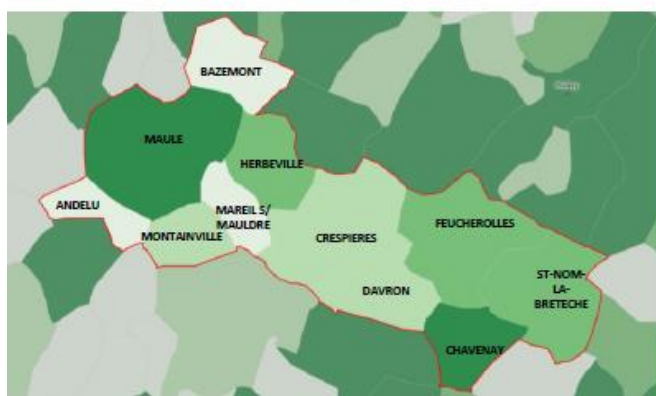 BAZEMONT
MAULE
HERBEVILLE
ANDELU
MAREIL S/
MAULDRE
MONTAINVILLE
CRESPIERES
FEUCHEROLLES
DAVRON
ST-NOM-
LA-
BRETECHE
CHAVENAY